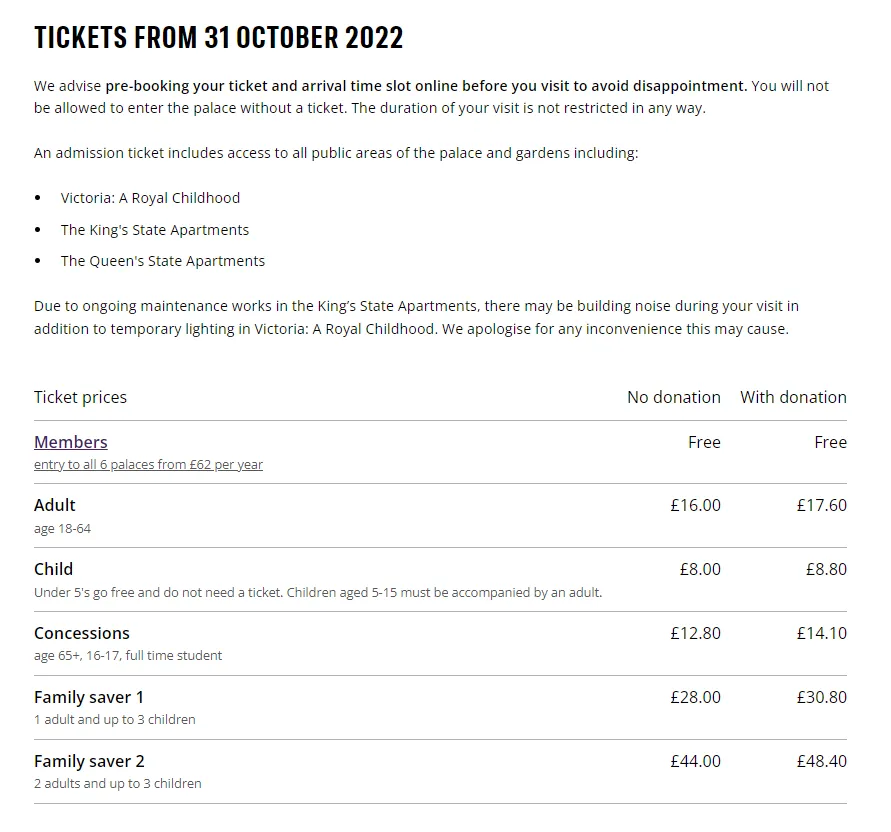 TICKETS FROM 31 OCTOBER 2022
We advise pre-booking your ticket and arrival time slot online before you visit to avoid disappointment. You will not
be allowed to enter the palace without a ticket. The duration of your visit is not restricted in any way.
An admission ticket includes access to all public areas of the palace and gardens including:
• Victoria: A Royal Childhood
• The King's State Apartments
• The Queen's State Apartments
Due to ongoing maintenance works in the King’s State Apartments, there may be building noise during your visit in
addition to temporary lighting in Victoria: A Royal Childhood. We apologise for any inconvenience this may cause.
Ticket prices No donation With donation
Members Free Free
entry to all 6 palaces from £62 per year
Adult £16.00 £17.60
age 18-64
Child £8.00 £8.80
Under 5's go free and do not need a ticket. Children aged 5-15 must be accompanied by an adult.
Concessions £12.80 £14.10
age 65+, 16-17, full time student
Family saver 1 £28.00 £30.80
1 adult and up to 3 children
Family saver 2 £44.00 £48.40
2 adults and up to 3 children